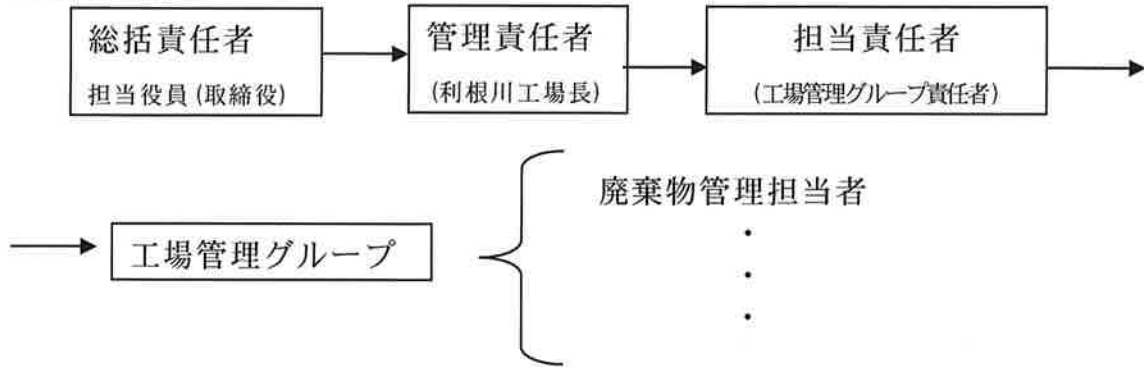 総括責任者
担当役員(取締役)
管理責任者
(利根川工場長)
担当責任者
(工場管理グループ責任者)
工場管理グループ
廃棄物管理担当者
・
・
・